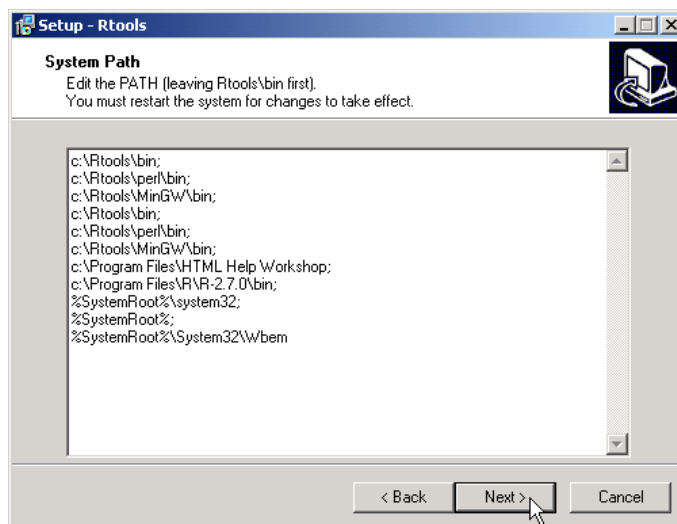 Setup - Rtools
System Path
Edit the PATH (leaving Rtools\bin first).
You must restart the system for changes to take effect.
c:\Rtools\bin;
c:\Rtools\perl\bin;
c:\Rtools\MinGW\bin;
c:\Rtools\bin;
c:\Rtools\perl\bin;
c:\Rtools\MinGW\bin;
c:\Program Files\HTML Help Workshop;
c:\Program Files\R\R-2.7.0\bin;
%SystemRoot%\system32;
%SystemRoot%;
%SystemRoot%\System32\Wbem
< Back Next > Cancel